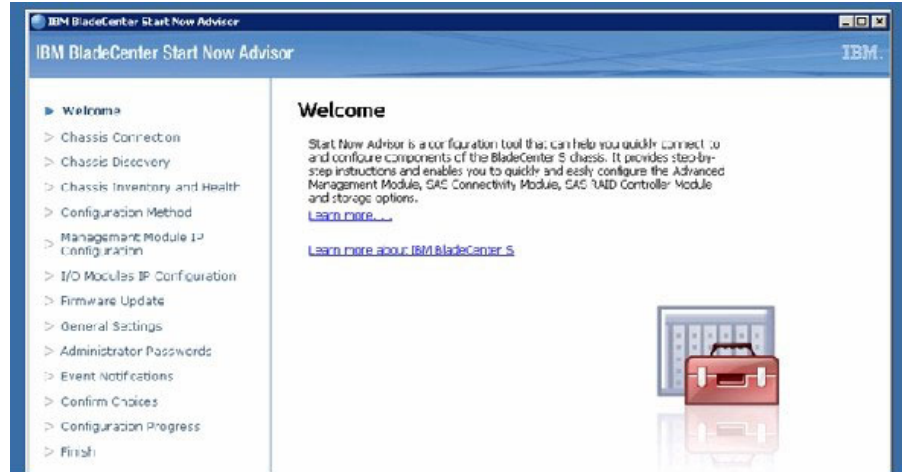 IBM BladeCenter Start Now Advisor
IBM BladeCenter Start Now Advisor
IBM.
Welcome
Chassis Connection
Chassis Discovery
Chassis Inventory and Health
Configuration Method
Management Module IP
Configuration
I/O Modules IP Configuration
Firmware Update
General Settings
Administrator Passwords
Event Notifications
Confirm Choices
Configuration Progress
Finish
Welcome
Start Now Advisor is a configuration tool that can help you quickly connect to
and configure components of the BladeCenter S chassis. It provides step-by-
step instructions and enables you to quickly and easily configure the Advanced
Management Module, SAS Connectivity Module, SAS RAID Controller Module
and storage options.
Learn more. . .
Learn more about IBM BladeCenter S